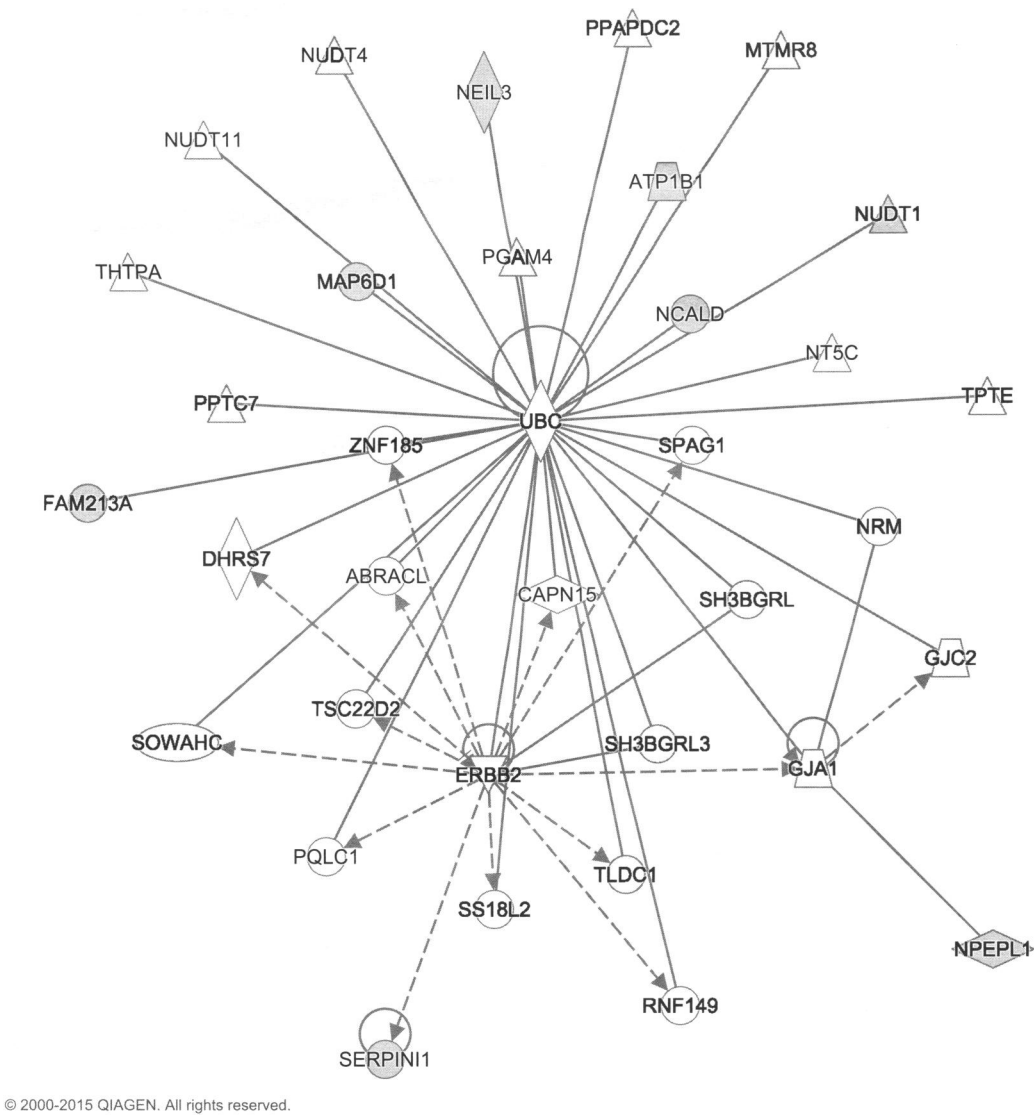 PPAPDC2
NUDT4
MTMR8
NEIL3
NUDT11
ATP1B1
NUDT1
PGAM4
THTPA
MAP6D1
NCALD
NT5C
PPTC7
TPTE
UBC
ZNF185
SPAG1
FAM213A
NRM
DHRS7
ABRACL
CAPN15
SH3BGRL
GJC2
TSC22D2
SOWAHC
SH3BGRL3
ERBB2
GJA1
PQLC1
TLDC1
SS18L2
NPEPL1
RNF149
SERPINI1
© 2000-2015 QIAGEN. All rights reserved.